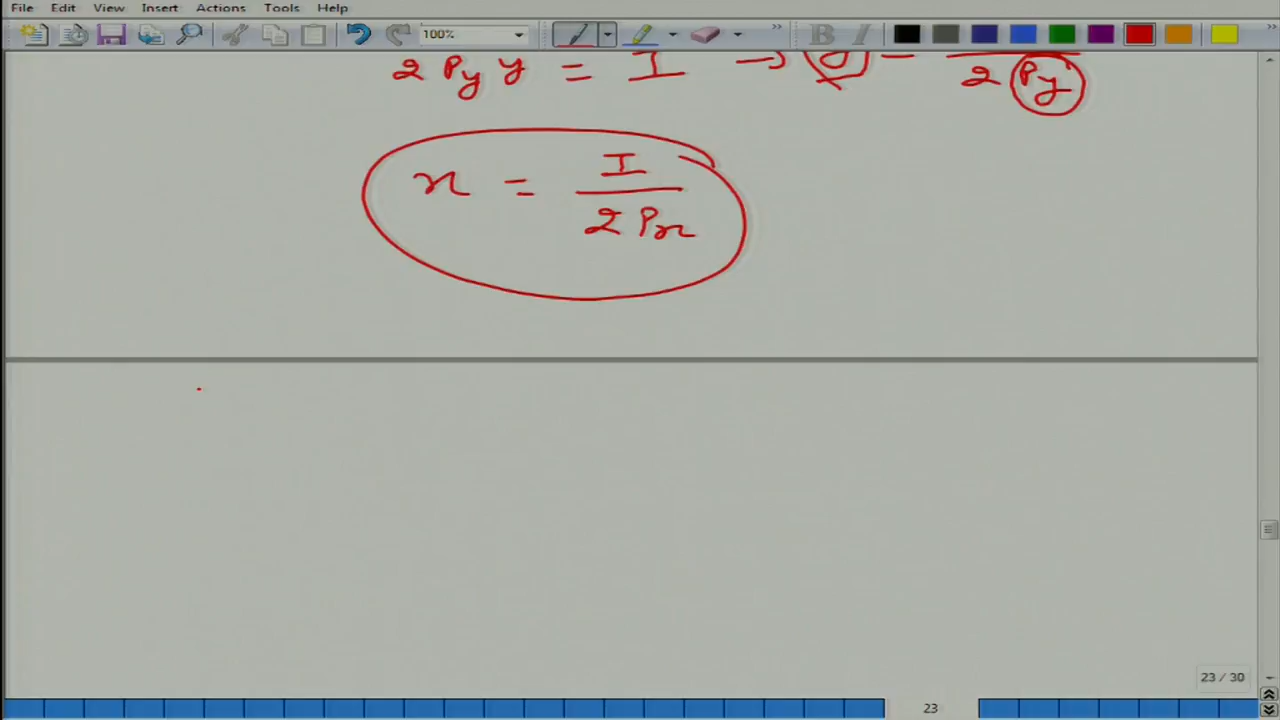 File Edit View Insert Actions Tools Help
100%
B I
2 Py y = I → y = 2 Py
x = I / 2 Px
23 / 30
23